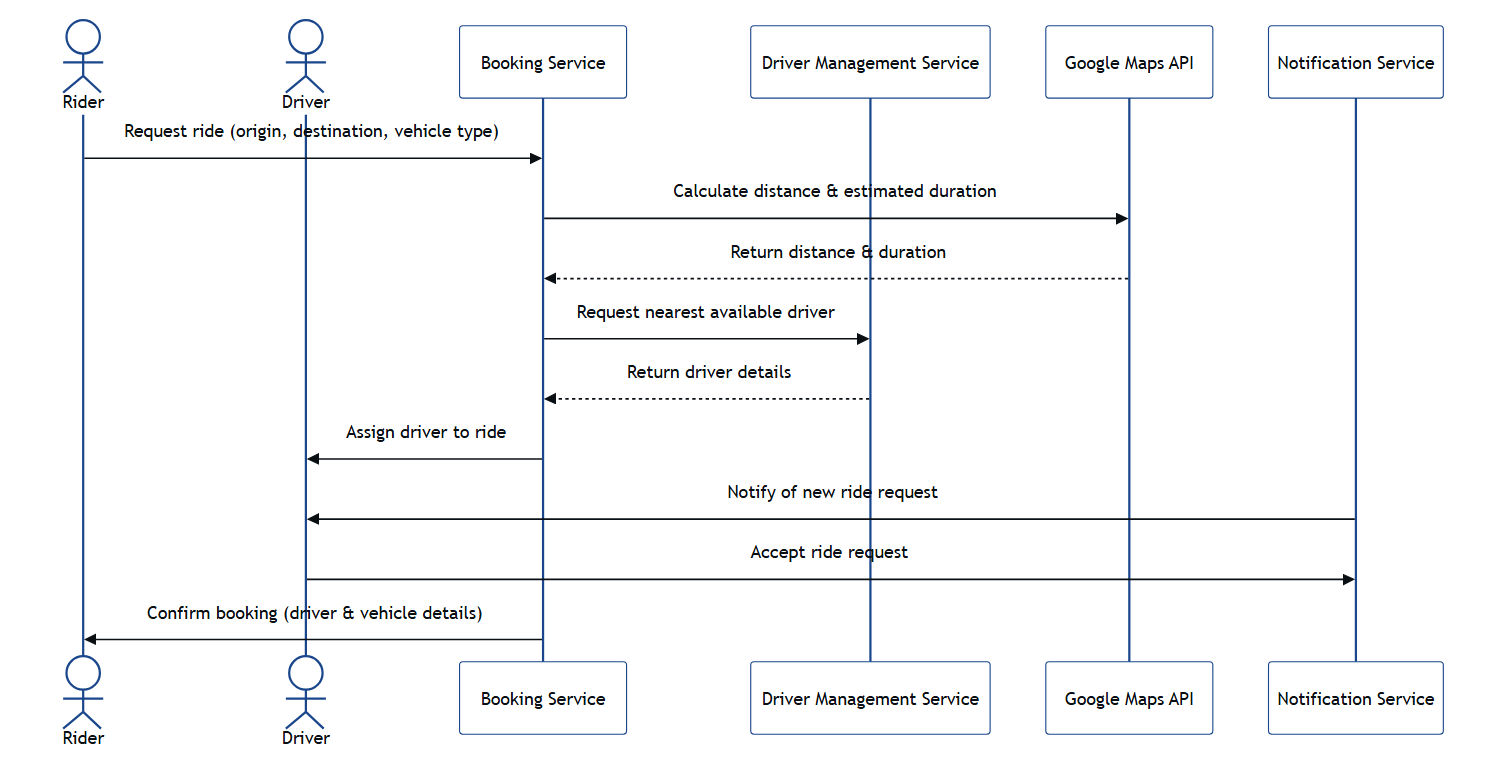 Rider
Driver
Booking Service
Driver Management Service
Google Maps API
Notification Service
Request ride (origin, destination, vehicle type)
Calculate distance & estimated duration
Return distance & duration
Request nearest available driver
Return driver details
Assign driver to ride
Notify of new ride request
Accept ride request
Confirm booking (driver & vehicle details)
Rider
Driver
Booking Service
Driver Management Service
Google Maps API
Notification Service